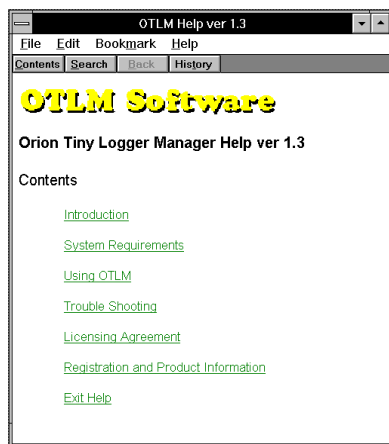 OTLM Help ver 1.3
File Edit Bookmark Help
Contents Search Back History
OTLM Software
Orion Tiny Logger Manager Help ver 1.3
Contents
Introduction
System Requirements
Using OTLM
Trouble Shooting
Licensing Agreement
Registration and Product Information
Exit Help